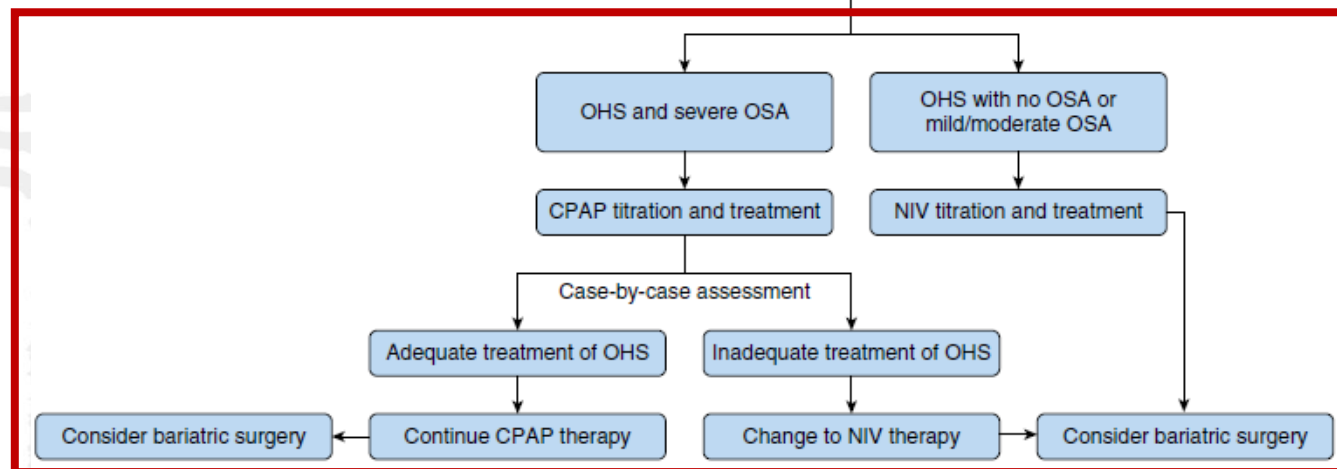 OHS and severe OSA
OHS with no OSA or
mild/moderate OSA
CPAP titration and treatment
NIV titration and treatment
Case-by-case assessment
Adequate treatment of OHS
Inadequate treatment of OHS
Consider bariatric surgery
Continue CPAP therapy
Change to NIV therapy
Consider bariatric surgery